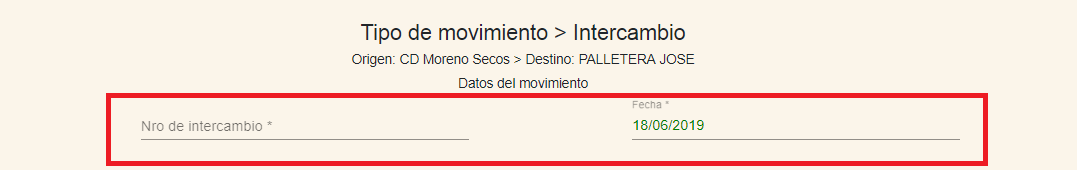 Tipo de movimiento > Intercambio
Origen: CD Moreno Secos > Destino: PALLETERA JOSE
Datos del movimiento
Fecha *
Nro de intercambio *
18/06/2019